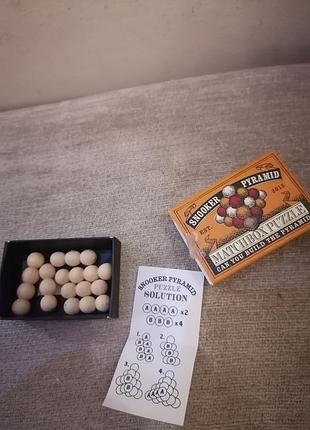 SNOOKER PYRAMID
EST.
2015
MATCHBOX PUZZLE
CAN YOU BUILD THE PYRAMID
SNOOKER PYRAMID
PUZZLE
SOLUTION
A A A A x2
B B B x4
1.
2.
3.
4.